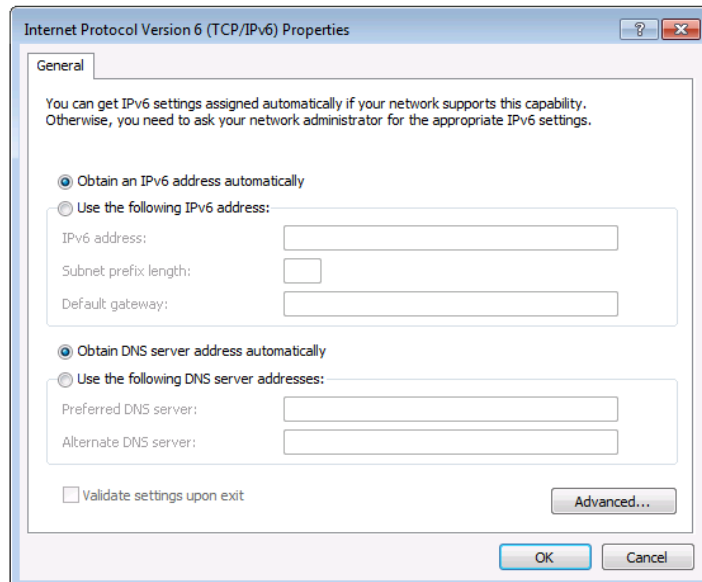 Internet Protocol Version 6 (TCP/IPv6) Properties
General
You can get IPv6 settings assigned automatically if your network supports this capability.
Otherwise, you need to ask your network administrator for the appropriate IPv6 settings.
Obtain an IPv6 address automatically
Use the following IPv6 address:
IPv6 address:
Subnet prefix length:
Default gateway:
Obtain DNS server address automatically
Use the following DNS server addresses:
Preferred DNS server:
Alternate DNS server:
Validate settings upon exit
Advanced...
OK
Cancel